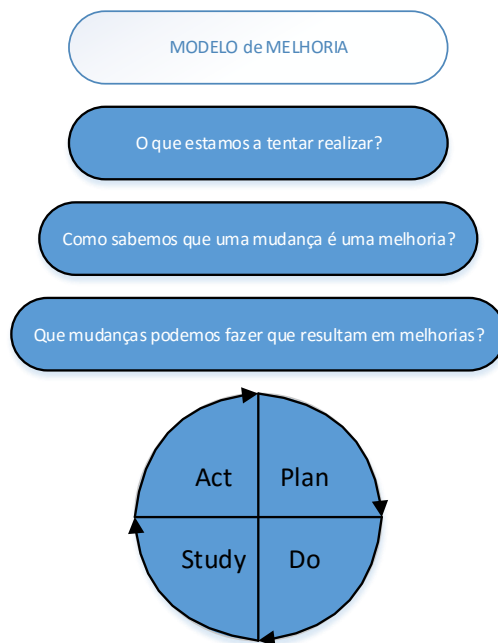 MODELO de MELHORIA
O que estamos a tentar realizar?
Como sabemos que uma mudança é uma melhoria?
Que mudanças podemos fazer que resultam em melhorias?
Act Plan
Study Do